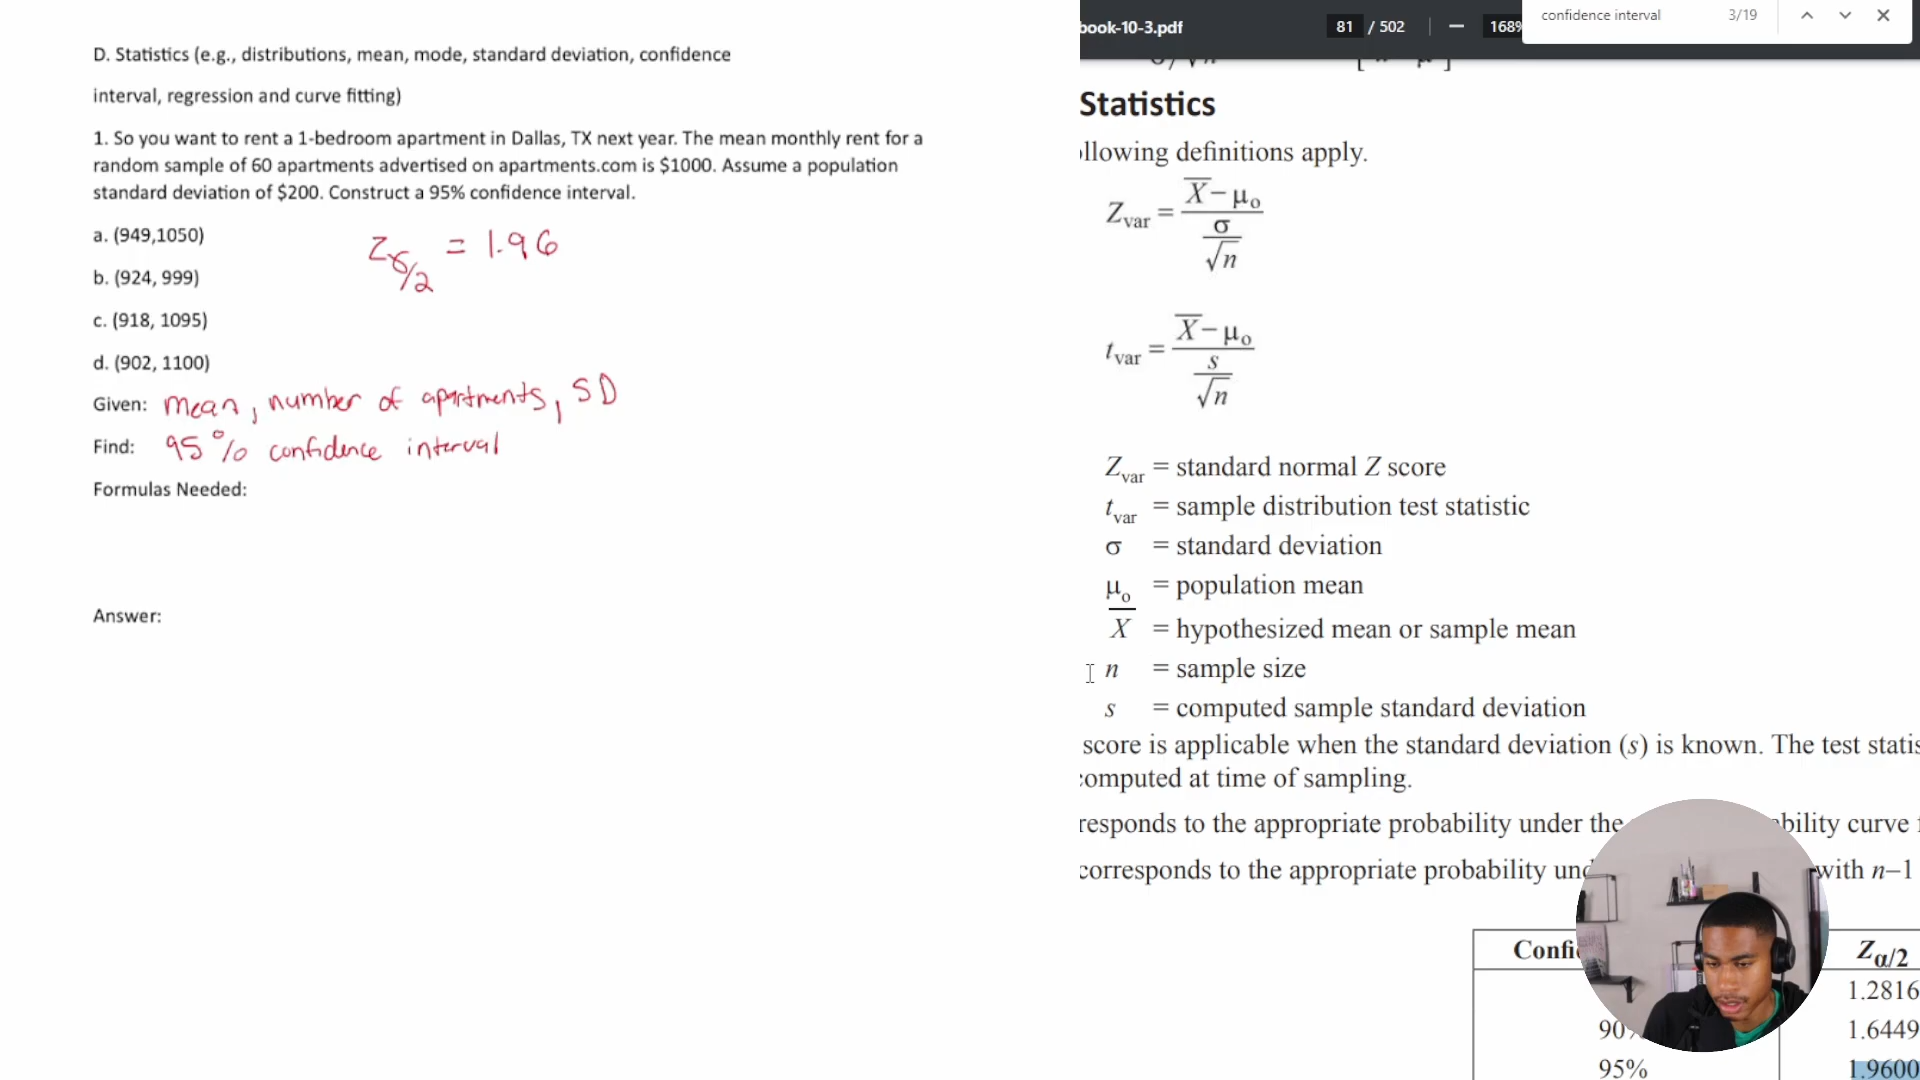 D. Statistics (e.g., distributions, mean, mode, standard deviation, confidence
interval, regression and curve fitting)
1. So you want to rent a 1-bedroom apartment in Dallas, TX next year. The mean monthly rent for a
random sample of 60 apartments advertised on apartments.com is $1000. Assume a population
standard deviation of $200. Construct a 95% confidence interval.
a. (949,1050)
Zα/2 = 1.96
b. (924, 999)
c. (918, 1095)
d. (902, 1100)
Given: mean, number of apartments, SD
Find: 95% confidence interval
Formulas Needed:
Answer:
book-10-3.pdf
81 / 502
168%
confidence interval 3/19
Statistics
ollowing definitions apply.
Zvar = (X̄ − μo) / (σ / √n)
tvar = (X̄ − μo) / (s / √n)
Zvar = standard normal Z score
tvar = sample distribution test statistic
σ = standard deviation
μo = population mean
X̄ = hypothesized mean or sample mean
n = sample size
s = computed sample standard deviation
score is applicable when the standard deviation (s) is known. The test statis
computed at time of sampling.
responds to the appropriate probability under the bility curve
corresponds to the appropriate probability und with n−1
Confi Zα/2
1.2816
90% 1.6449
95% 1.9600